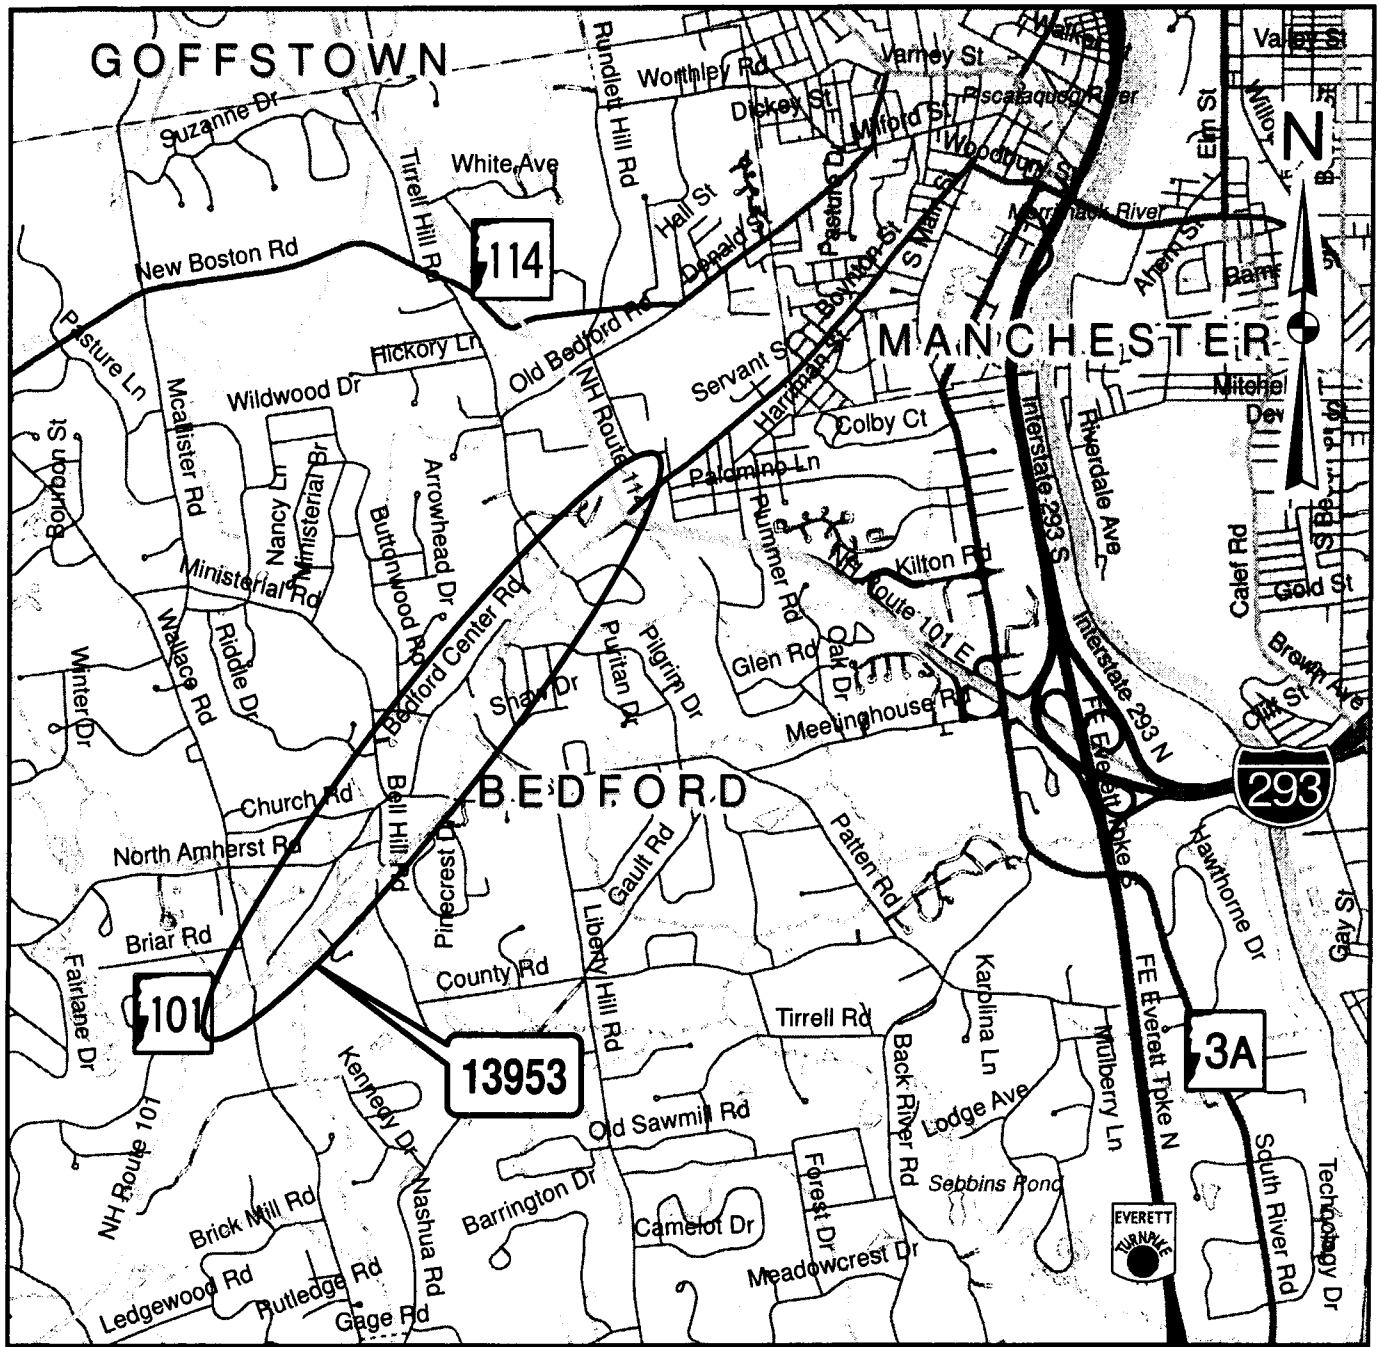 GOFFSTOWN
Suzanne Dr
Rundlett Hill Rd
Worthley Rd
Varney St
Dickey St
Piscataquog River
Milford St
Woodbury St
Elm St
N
Tirrell Hill Rd
White Ave
Hall St
Donald St
S Main St
Boynton St
Merrimack River
Ahern St
New Boston Rd
114
Pasture Ln
Hickory Ln
Old Bedford Rd
NH Route 114
Servant St
Harriman St
MANCHESTER
Wildwood Dr
Mcallister Rd
Colby Ct
Bourbon St
Nancy Ln
Ministerial Br
Arrowhead Dr
Buttonwood Rd
Palomino Ln
Plummer Rd
Interstate 293 S
Riverdale Ave
Calef Rd
Gold St
Ministerial Rd
Kilton Rd
NH Route 101 E
Wallace Rd
Riddle Dr
Winter Dr
Bedford Center Rd
Shaw Dr
Puritan Dr
Pilgrim Dr
Glen Rd
Oak Dr
Meetinghouse Rd
Interstate 293 N
FE Everett Tpke S
Brown Ave
Cliff St
293
BEDFORD
Church Rd
Bell Hill Rd
North Amherst Rd
Pinecrest Dr
Gault Rd
Patten Rd
Hawthorne Dr
Gay St
Briar Rd
Fairlane Dr
101
County Rd
Liberty Hill Rd
Tirrell Rd
Karolina Ln
Mulberry Ln
FE Everett Tpke N
3A
13953
Kennedy Dr
Back River Rd
Lodge Ave
NH Route 101
Old Sawmill Rd
Sebbins Pond
Brick Mill Rd
Nashua Rd
Barrington Dr
Camelot Dr
Forest Dr
Meadowcrest Dr
EVERETT
TURNPIKE
South River Rd
Technology Dr
Ledgewood Rd
Rutledge Rd
Gage Rd